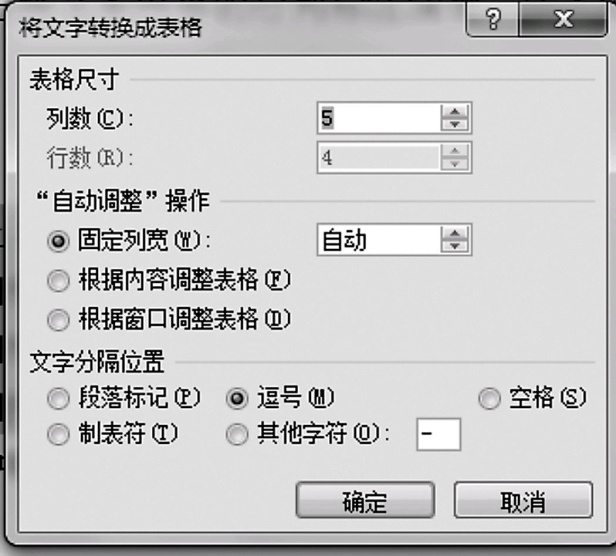 将文字转换成表格
表格尺寸
列数(C): 5
行数(R): 4
“自动调整”操作
固定列宽(W): 自动
根据内容调整表格(F)
根据窗口调整表格(D)
文字分隔位置
段落标记(P) 逗号(M) 空格(S)
制表符(T) 其他字符(O): -
确定 取消